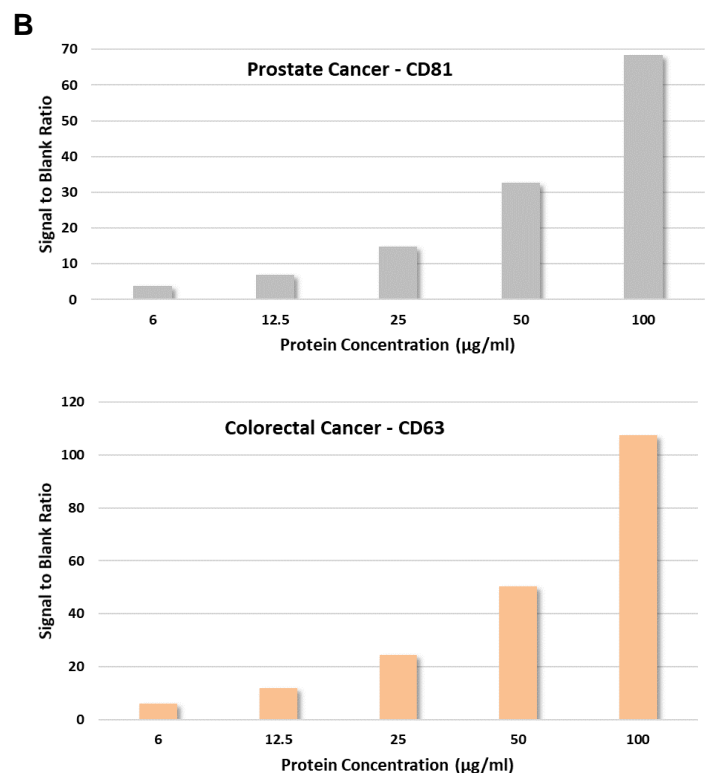 B
Prostate Cancer - CD81
Signal to Blank Ratio
70
60
50
40
30
20
10
0
6 12.5 25 50 100
Protein Concentration (µg/ml)
Colorectal Cancer - CD63
Signal to Blank Ratio
120
100
80
60
40
20
0
6 12.5 25 50 100
Protein Concentration (µg/ml)